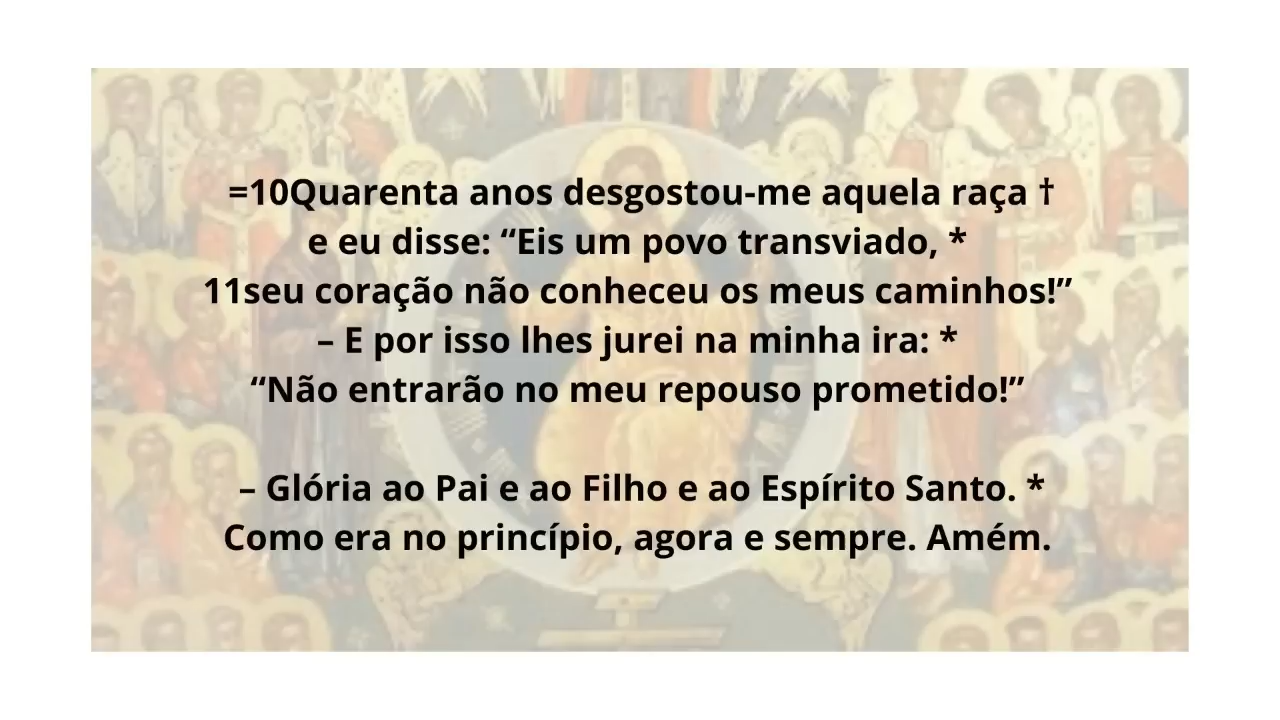 =10Quarenta anos desgostou-me aquela raça †
e eu disse: “Eis um povo transviado, *
11seu coração não conheceu os meus caminhos!”
– E por isso lhes jurei na minha ira: *
“Não entrarão no meu repouso prometido!”
– Glória ao Pai e ao Filho e ao Espírito Santo. *
Como era no princípio, agora e sempre. Amém.